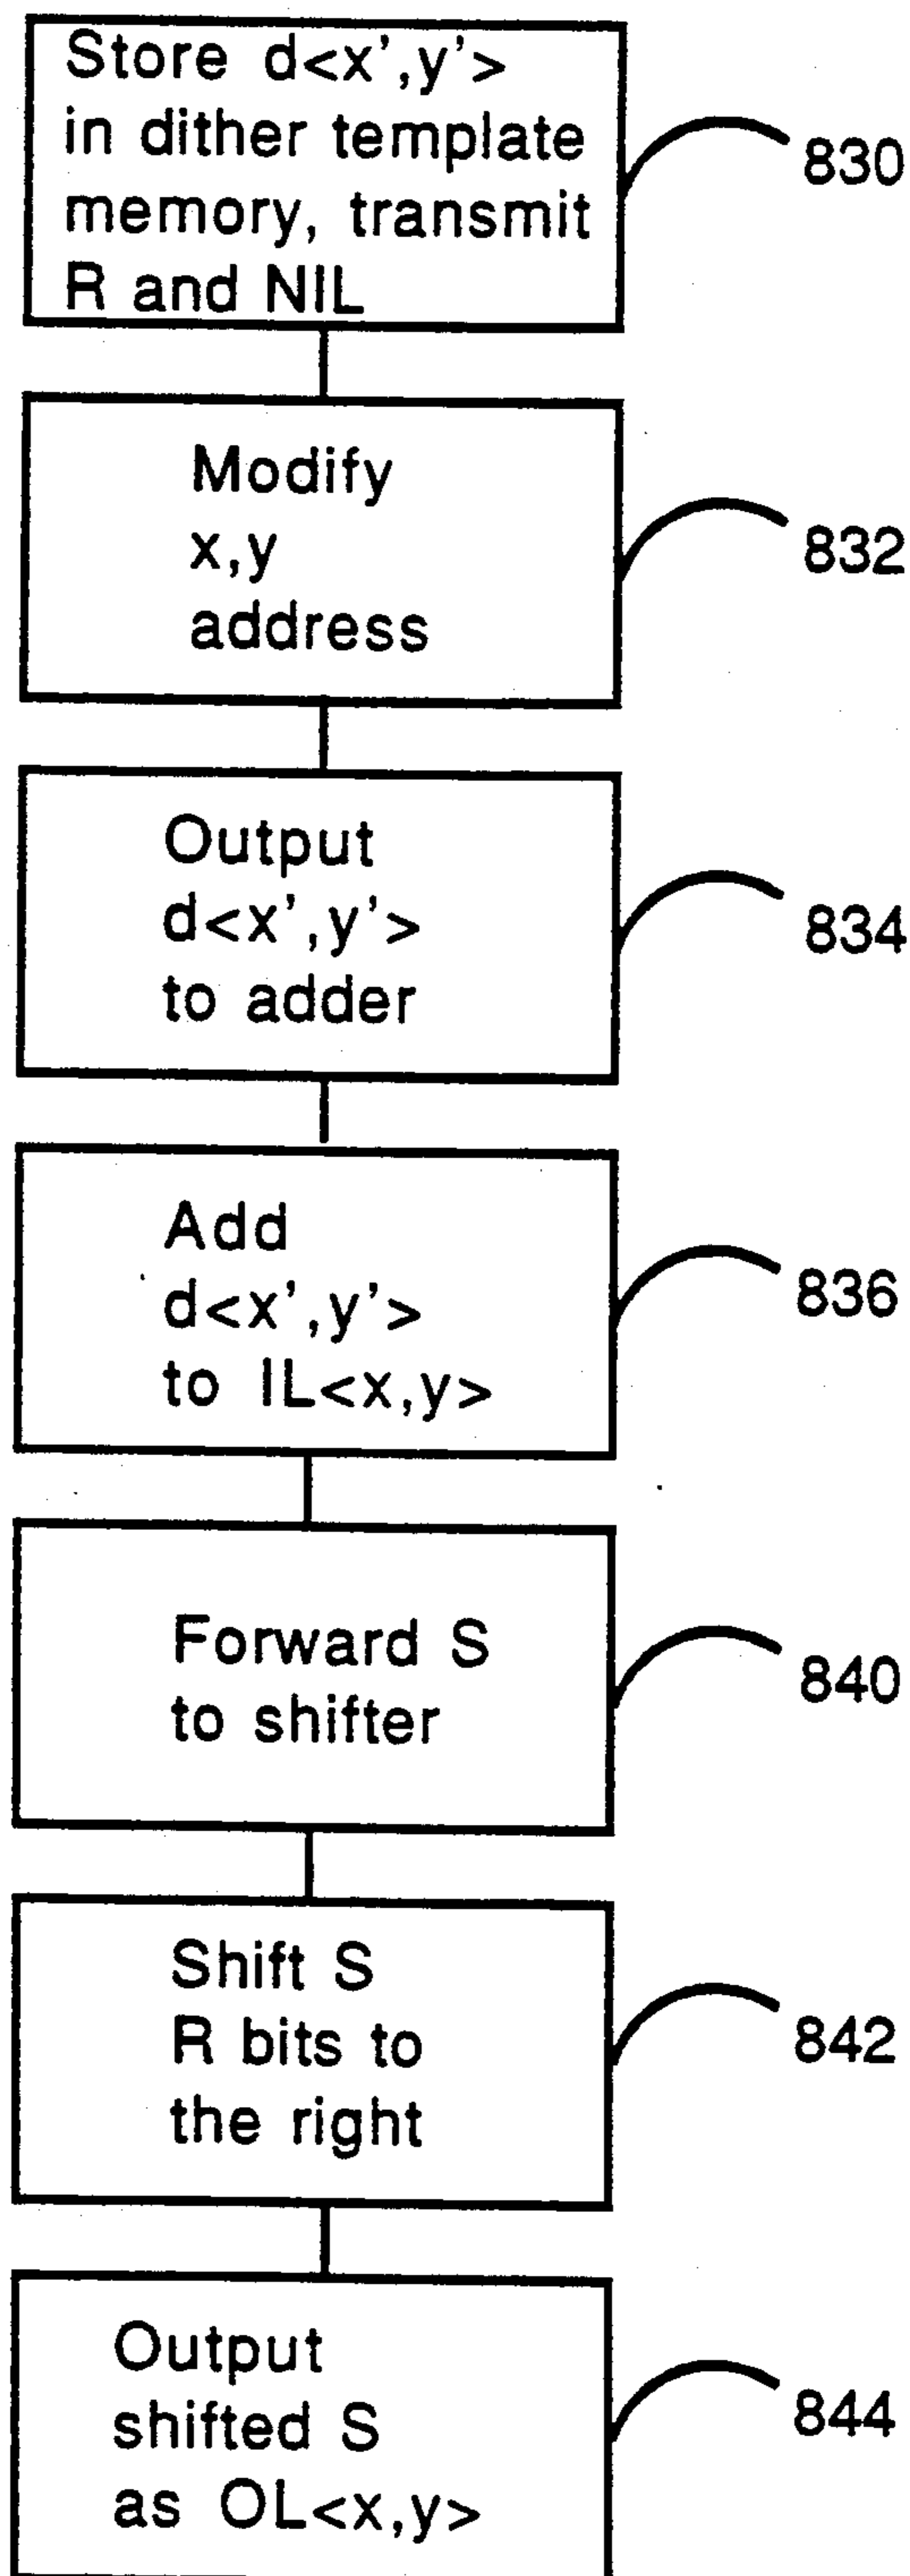 Store d<x',y'>
in dither template
memory, transmit
R and NIL
830
Modify
x,y
address
832
Output
d<x',y'>
to adder
834
Add
d<x',y'>
to IL<x,y>
836
Forward S
to shifter
840
Shift S
R bits to
the right
842
Output
shifted S
as OL<x,y>
844